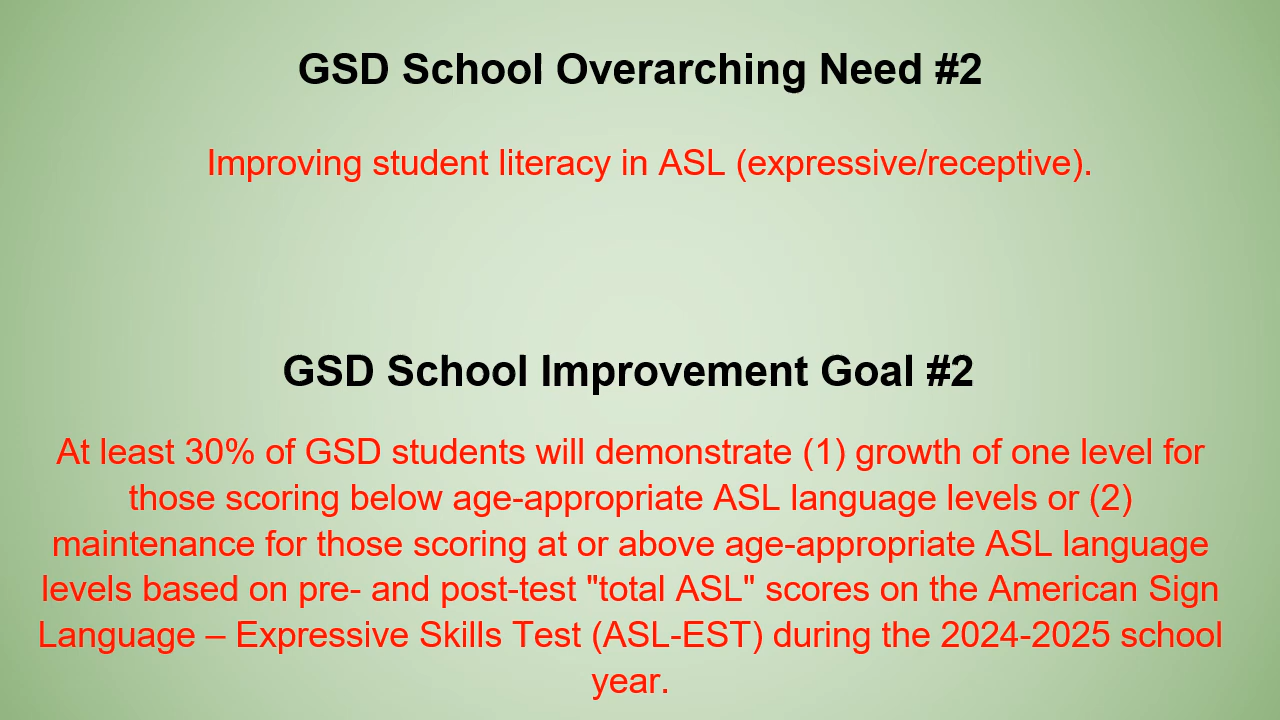 GSD School Overarching Need #2
Improving student literacy in ASL (expressive/receptive).
GSD School Improvement Goal #2
At least 30% of GSD students will demonstrate (1) growth of one level for
those scoring below age-appropriate ASL language levels or (2)
maintenance for those scoring at or above age-appropriate ASL language
levels based on pre- and post-test "total ASL" scores on the American Sign
Language – Expressive Skills Test (ASL-EST) during the 2024-2025 school
year.